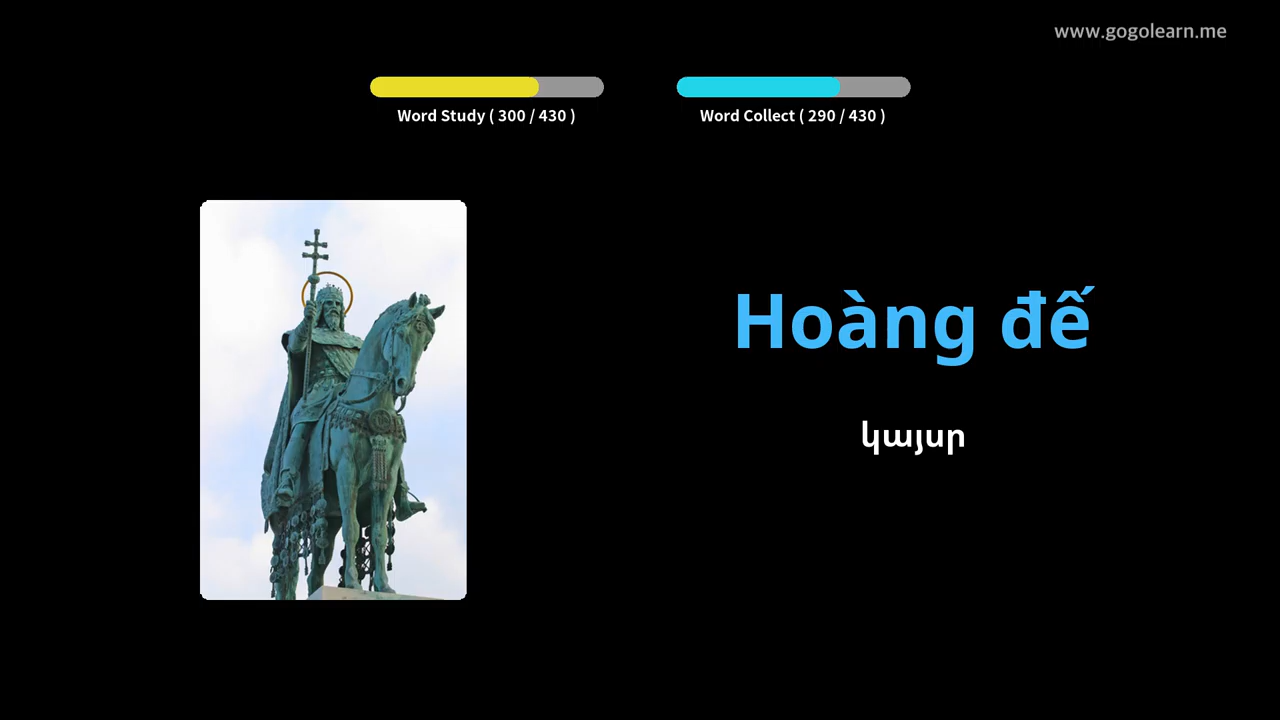 www.gogolearn.me
Word Study ( 300 / 430 )
Word Collect ( 290 / 430 )
Hoàng đế
կայսր